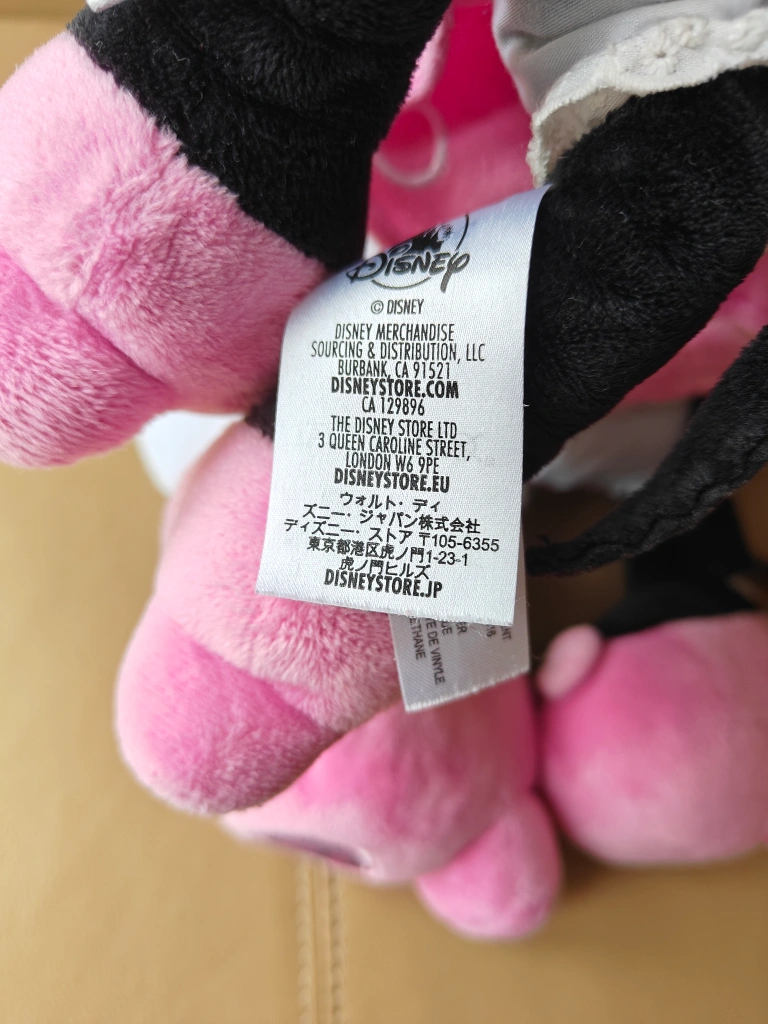 DISNEY
© DISNEY
DISNEY MERCHANDISE
SOURCING & DISTRIBUTION, LLC
BURBANK, CA 91521
DISNEYSTORE.COM
CA 129896
THE DISNEY STORE LTD
3 QUEEN CAROLINE STREET,
LONDON W6 9PE
DISNEYSTORE.EU
ウォルト・ディ
ズニー・ジャパン株式会社
ディズニー・ストア 〒105-6355
東京都港区虎ノ門1-23-1
虎ノ門ヒルズ
DISNEYSTORE.JP
DE VINYLE